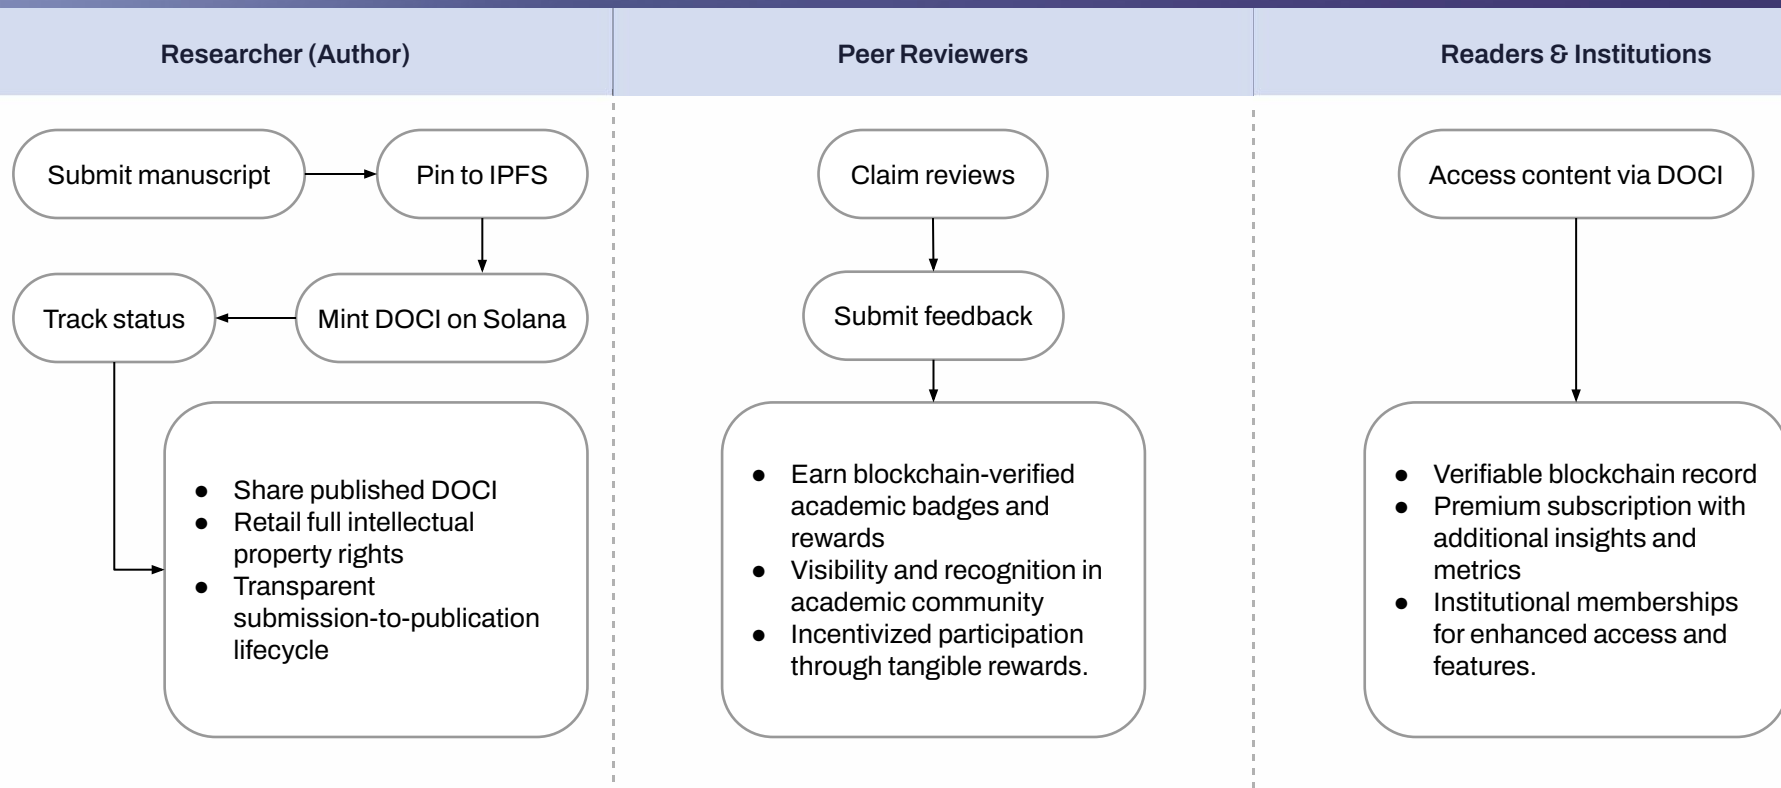 Researcher (Author)
Peer Reviewers
Readers & Institutions
Submit manuscript
Pin to IPFS
Mint DOCI on Solana
Track status
● Share published DOCI
● Retail full intellectual
property rights
● Transparent
submission-to-publication
lifecycle
Claim reviews
Submit feedback
● Earn blockchain-verified
academic badges and
rewards
● Visibility and recognition in
academic community
● Incentivized participation
through tangible rewards.
Access content via DOCI
● Verifiable blockchain record
● Premium subscription with
additional insights and
metrics
● Institutional memberships
for enhanced access and
features.